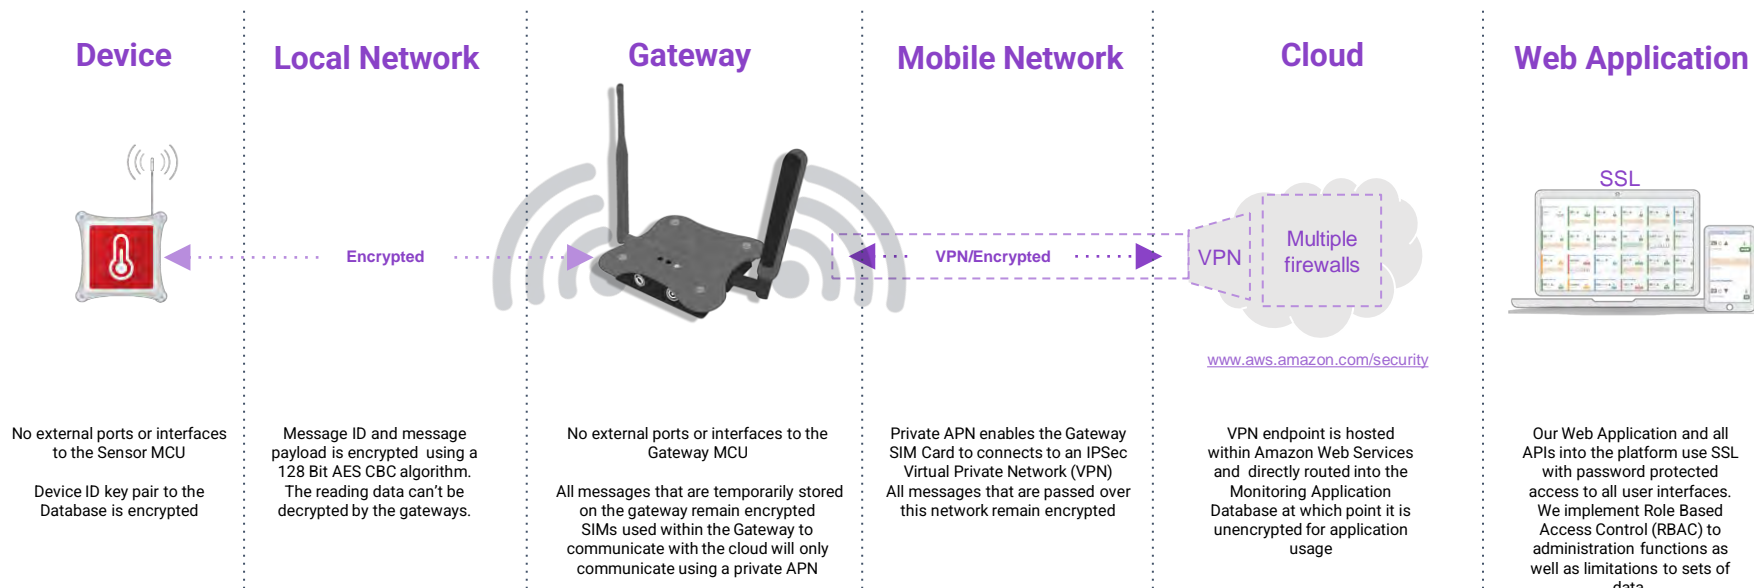 Device
Local Network
Gateway
Mobile Network
Cloud
Web Application
Encrypted
VPN/Encrypted
VPN
Multiple
firewalls
SSL
www.aws.amazon.com/security
No external ports or interfaces
to the Sensor MCU
Device ID key pair to the
Database is encrypted
Message ID and message
payload is encrypted using a
128 Bit AES CBC algorithm.
The reading data can't be
decrypted by the gateways.
No external ports or interfaces to the
Gateway MCU
All messages that are temporarily stored
on the gateway remain encrypted
SIMs used within the Gateway to
communicate with the cloud will only
communicate using a private APN
Private APN enables the Gateway
SIM Card to connects to an IPSec
Virtual Private Network (VPN)
All messages that are passed over
this network remain encrypted
VPN endpoint is hosted
within Amazon Web Services
and directly routed into the
Monitoring Application
Database at which point it is
unencrypted for application
usage
Our Web Application and all
APIs into the platform use SSL
with password protected
access to all user interfaces.
We implement Role Based
Access Control (RBAC) to
administration functions as
well as limitations to sets of
data